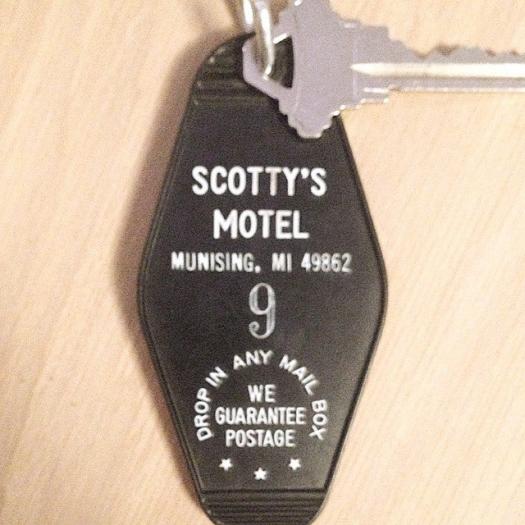 SCOTTY'S
MOTEL
MUNISING, MI 49862
9
DROP IN ANY MAIL BOX
WE
GUARANTEE
POSTAGE